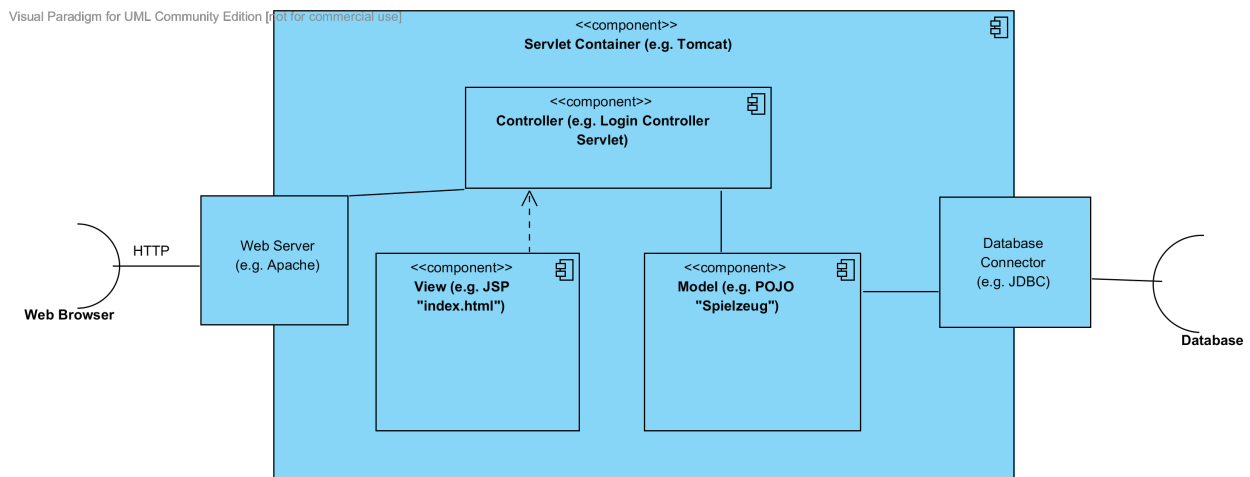 Visual Paradigm for UML Community Edition [not for commercial use]
<<component>>
Servlet Container (e.g. Tomcat)
<<component>>
Controller (e.g. Login Controller
Servlet)
Web Server
(e.g. Apache)
HTTP
Web Browser
<<component>>
View (e.g. JSP
"index.html")
<<component>>
Model (e.g. POJO
"Spielzeug")
Database
Connector
(e.g. JDBC)
Database